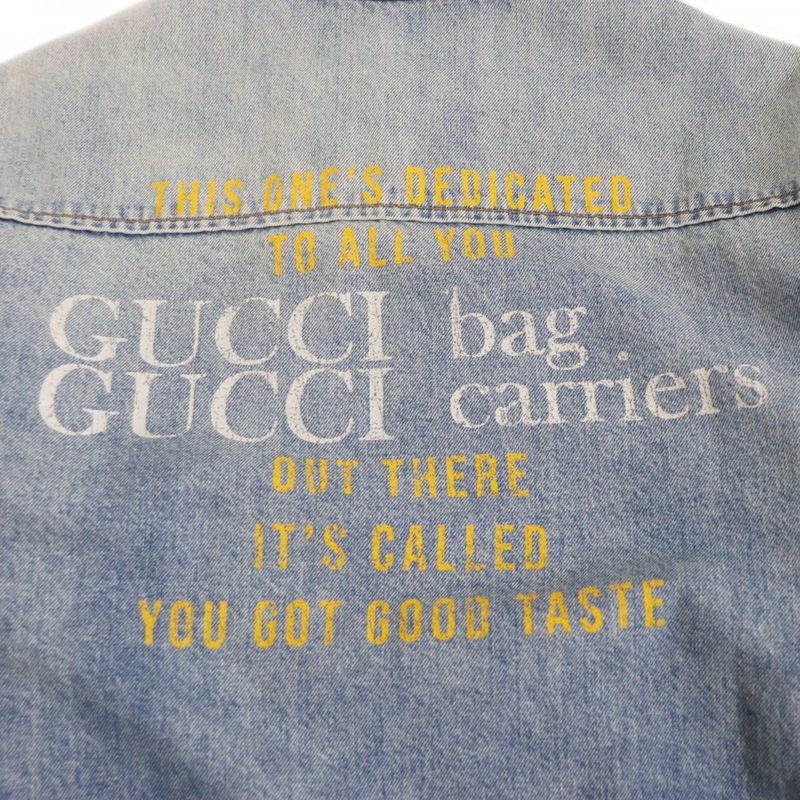 THIS ONE'S DEDICATED
TO ALL YOU
GUCCI bag
GUCCI carriers
OUT THERE
IT'S CALLED
YOU GOT GOOD TASTE